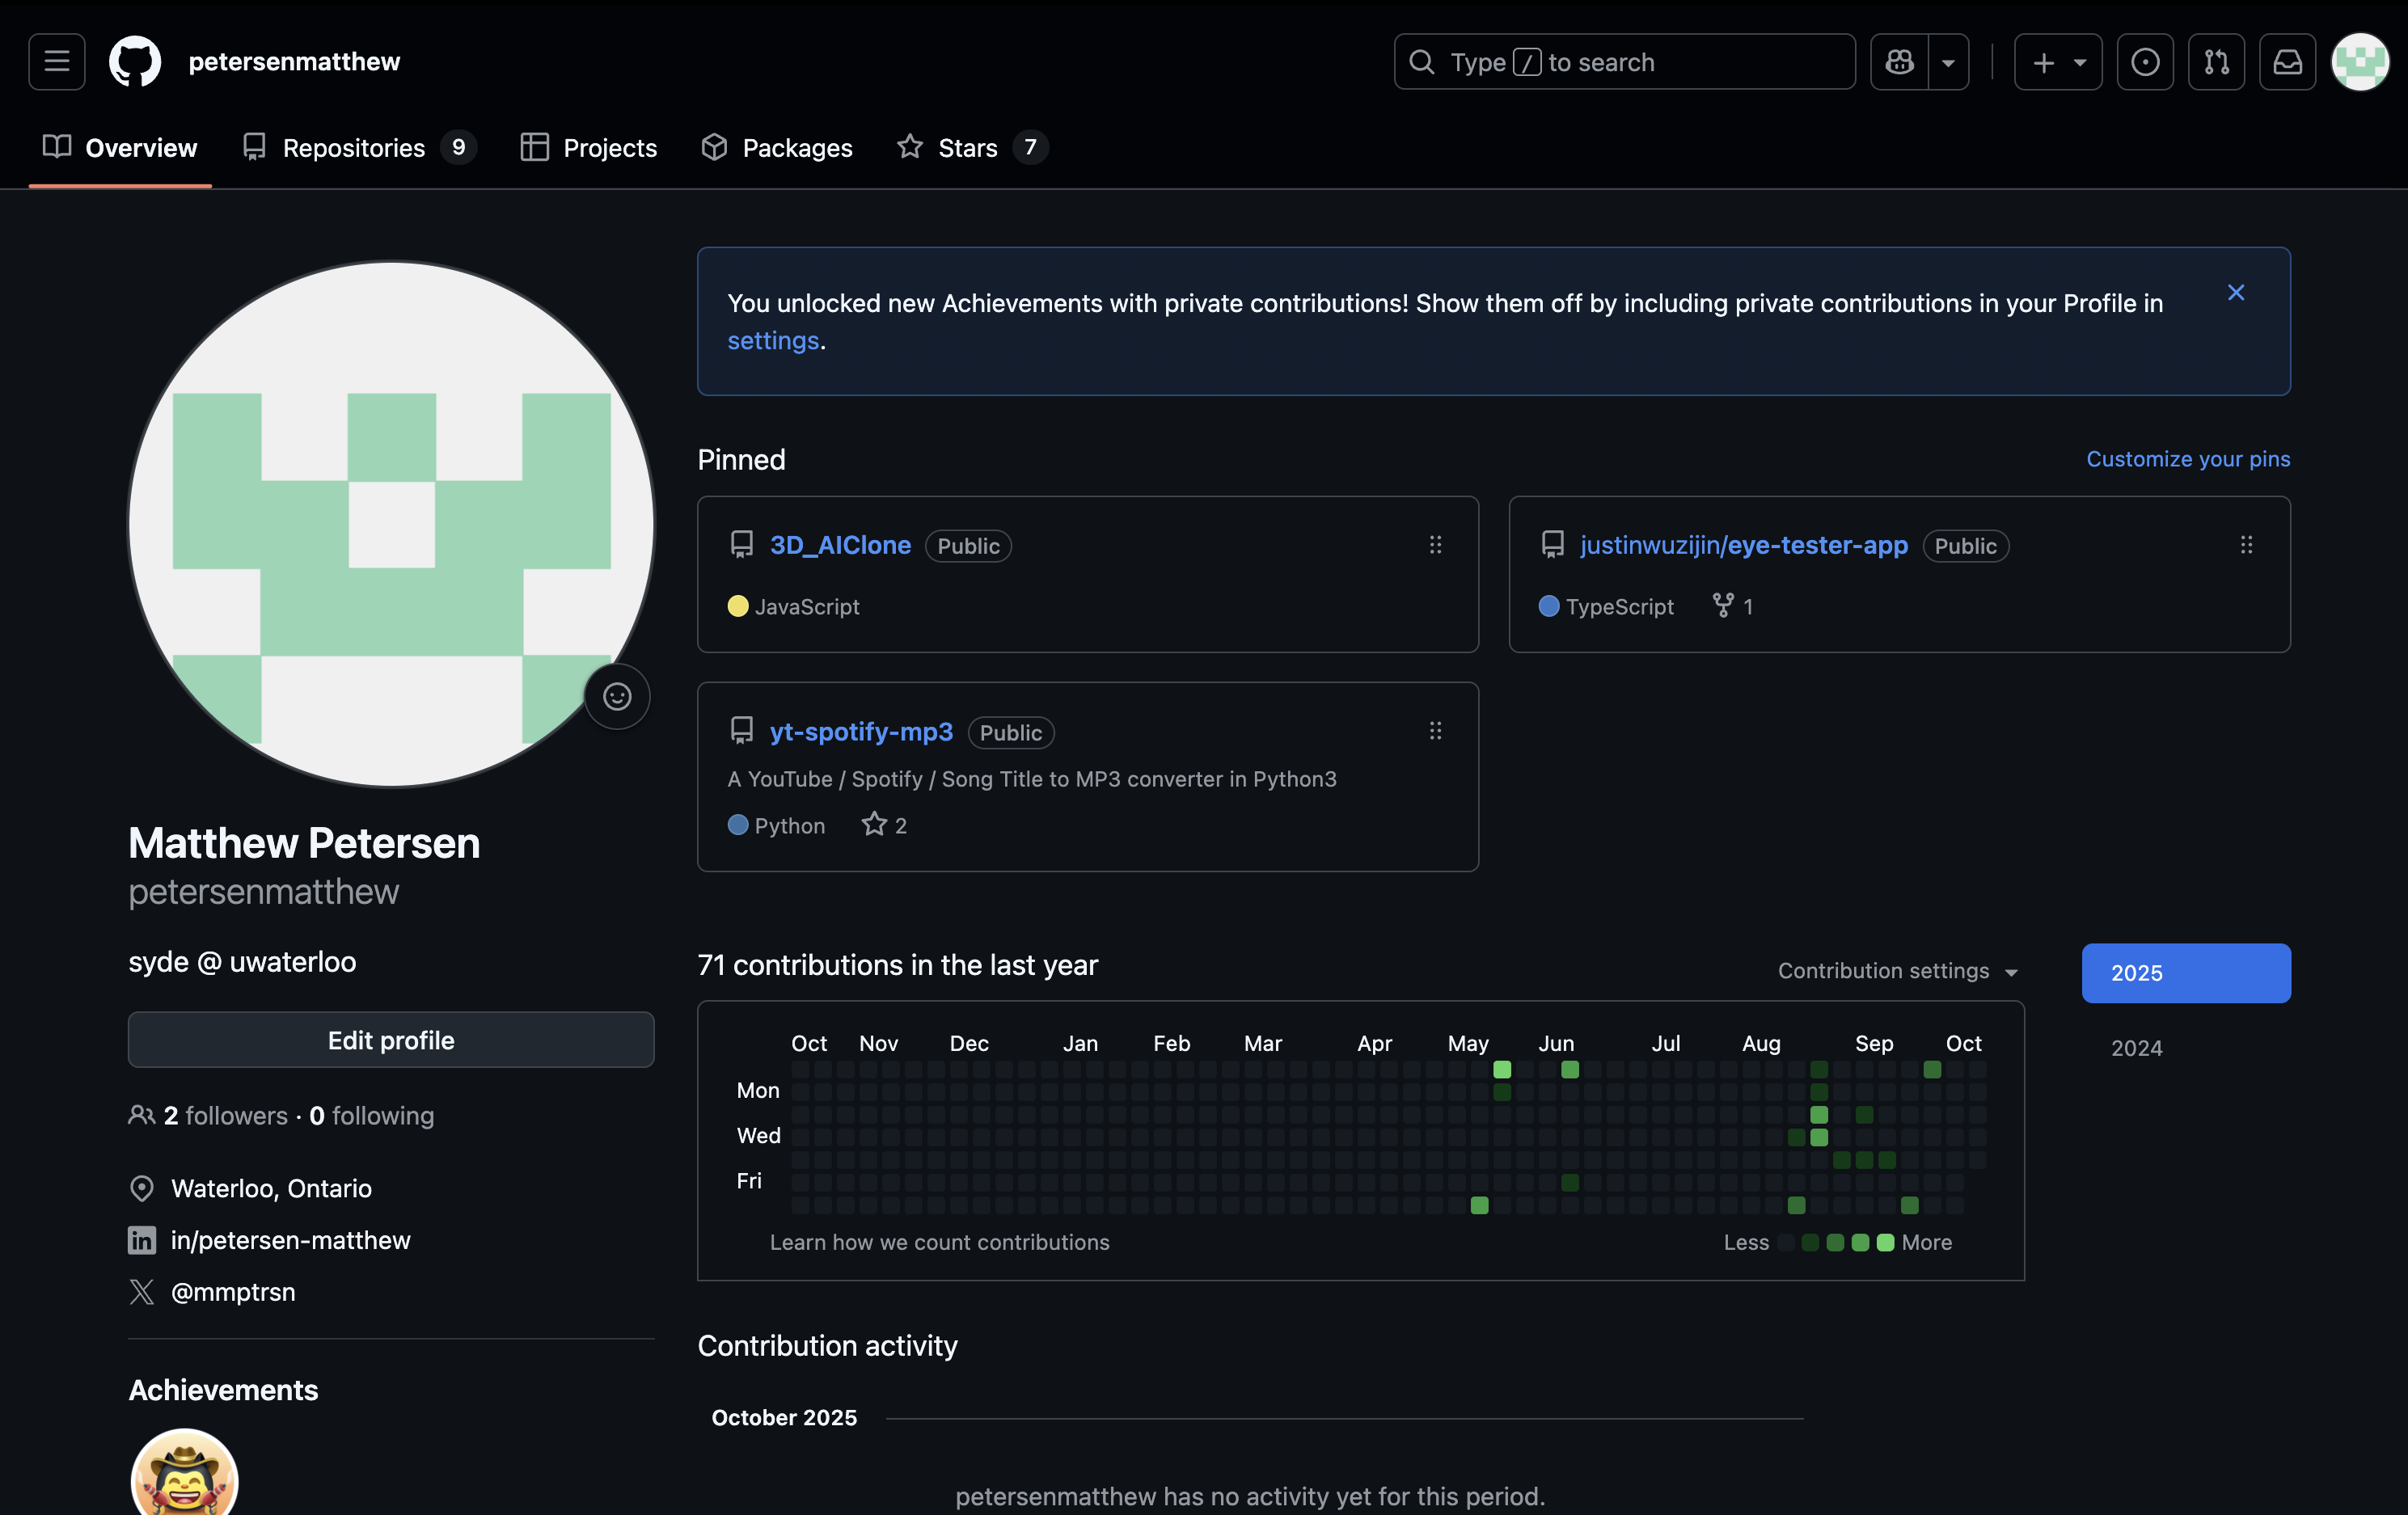 petersenmatthew
Type / to search
Overview
Repositories 9
Projects
Packages
Stars 7
You unlocked new Achievements with private contributions! Show them off by including private contributions in your Profile in
settings.
Pinned
Customize your pins
3D_AIClone Public
JavaScript
justinwuzijin/eye-tester-app Public
TypeScript 1
yt-spotify-mp3 Public
A YouTube / Spotify / Song Title to MP3 converter in Python3
Python 2
Matthew Petersen
petersenmatthew
syde @ uwaterloo
Edit profile
2 followers · 0 following
Waterloo, Ontario
in/petersen-matthew
@mmptrsn
Achievements
71 contributions in the last year
Contribution settings
2025
2024
Oct Nov Dec Jan Feb Mar Apr May Jun Jul Aug Sep Oct
Mon
Wed
Fri
Learn how we count contributions
Less More
Contribution activity
October 2025
petersenmatthew has no activity yet for this period.